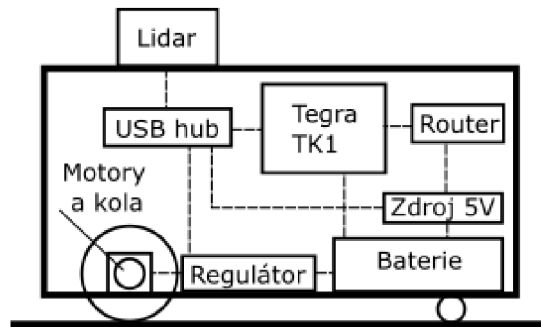 Lidar
USB hub
Tegra
TK1
Router
Motory
a kola
Zdroj 5V
Regulátor
Baterie